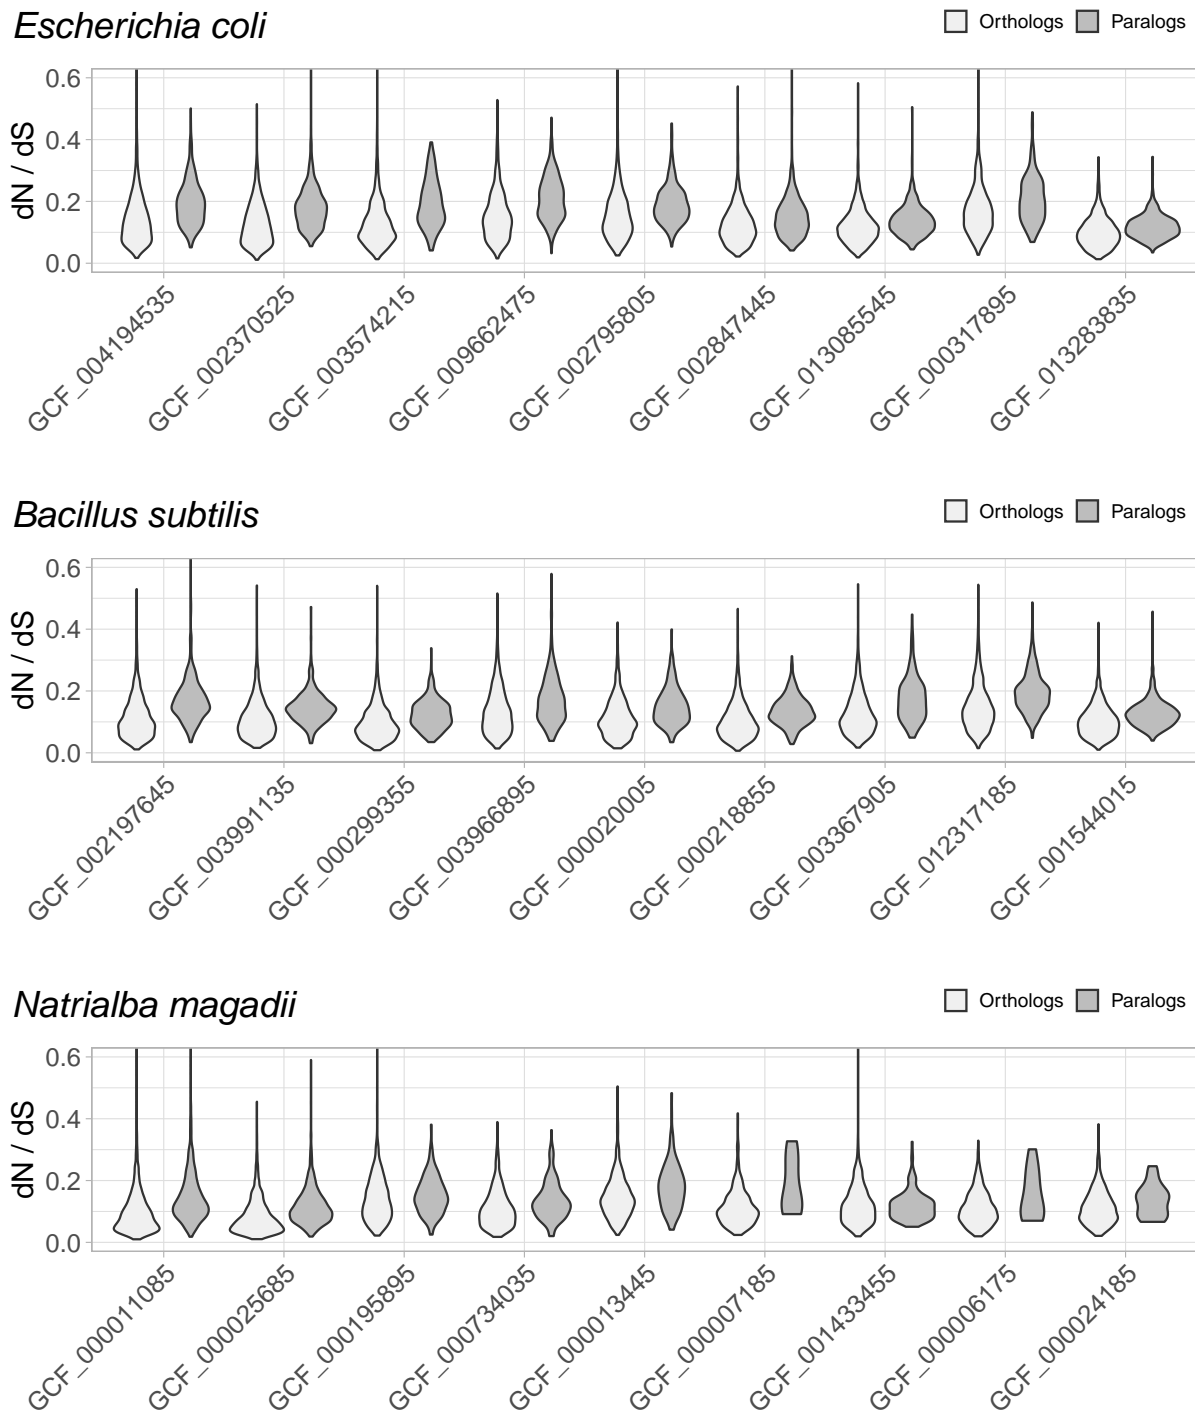 Escherichia coli
Orthologs Paralogs
dN / dS
0.6
0.4
0.2
0.0
GCF_004194535
GCF_002370525
GCF_003574215
GCF_009662475
GCF_002795805
GCF_002847445
GCF_013085545
GCF_000317895
GCF_013283835
Bacillus subtilis
Orthologs Paralogs
dN / dS
0.6
0.4
0.2
0.0
GCF_002197645
GCF_003991135
GCF_000299355
GCF_003966895
GCF_000020005
GCF_000218855
GCF_003367905
GCF_012317185
GCF_001544015
Natrialba magadii
Orthologs Paralogs
dN / dS
0.6
0.4
0.2
0.0
GCF_000011085
GCF_000025685
GCF_000195895
GCF_000734035
GCF_000013445
GCF_000007185
GCF_001433455
GCF_000006175
GCF_000024185